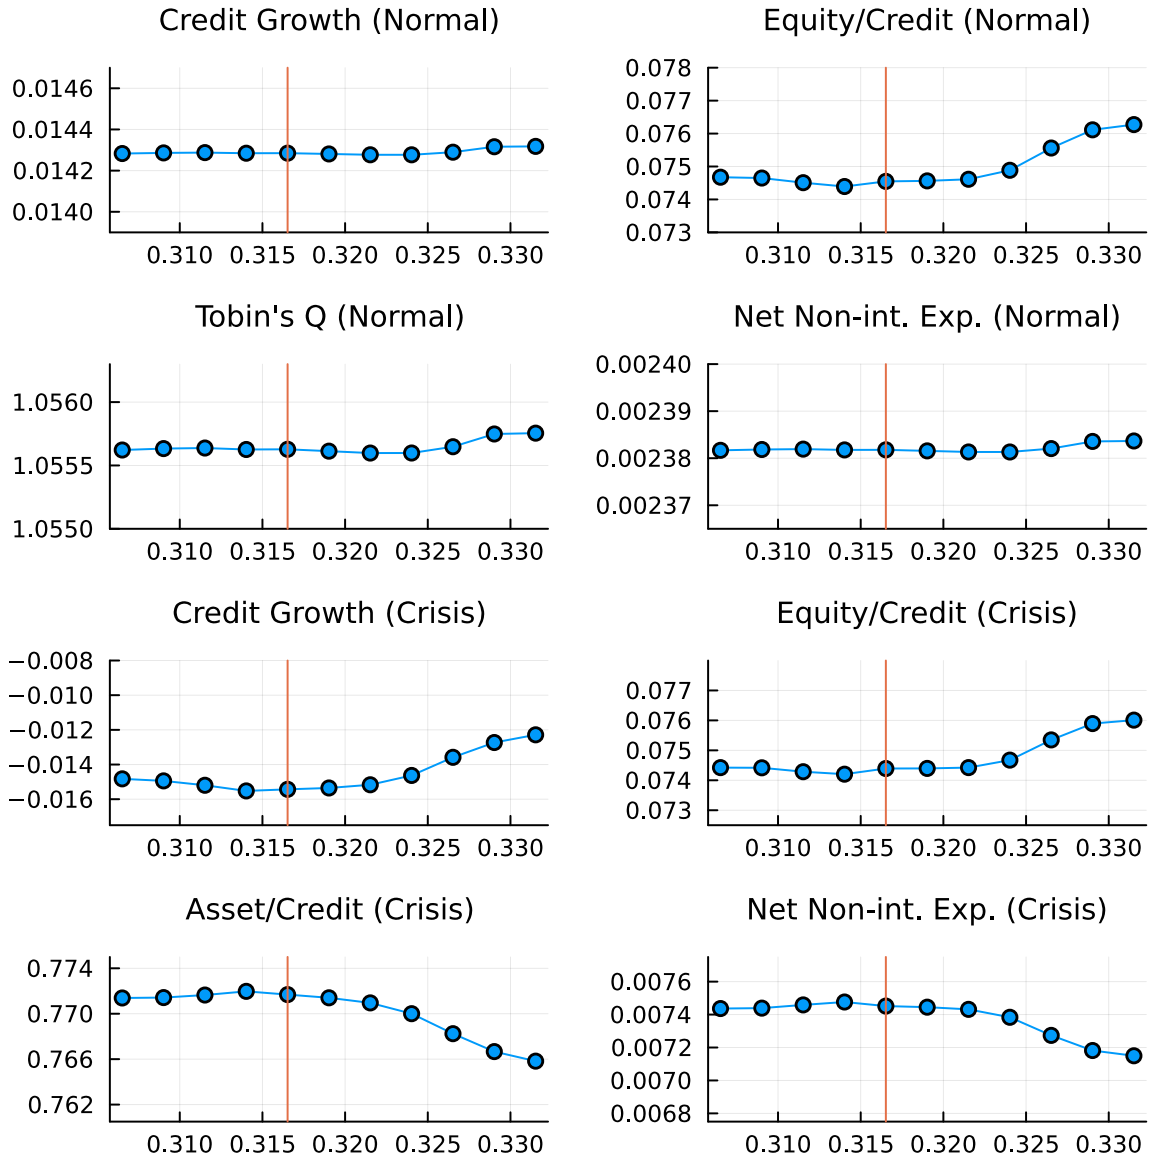 Credit Growth (Normal)
0.0146
0.0144
0.0142
0.0140
0.310 0.315 0.320 0.325 0.330
Equity/Credit (Normal)
0.078
0.077
0.076
0.075
0.074
0.073
0.310 0.315 0.320 0.325 0.330
Tobin's Q (Normal)
1.0560
1.0555
1.0550
0.310 0.315 0.320 0.325 0.330
Net Non-int. Exp. (Normal)
0.00240
0.00239
0.00238
0.00237
0.310 0.315 0.320 0.325 0.330
Credit Growth (Crisis)
−0.008
−0.010
−0.012
−0.014
−0.016
0.310 0.315 0.320 0.325 0.330
Equity/Credit (Crisis)
0.077
0.076
0.075
0.074
0.073
0.310 0.315 0.320 0.325 0.330
Asset/Credit (Crisis)
0.774
0.770
0.766
0.762
0.310 0.315 0.320 0.325 0.330
Net Non-int. Exp. (Crisis)
0.0076
0.0074
0.0072
0.0070
0.0068
0.310 0.315 0.320 0.325 0.330